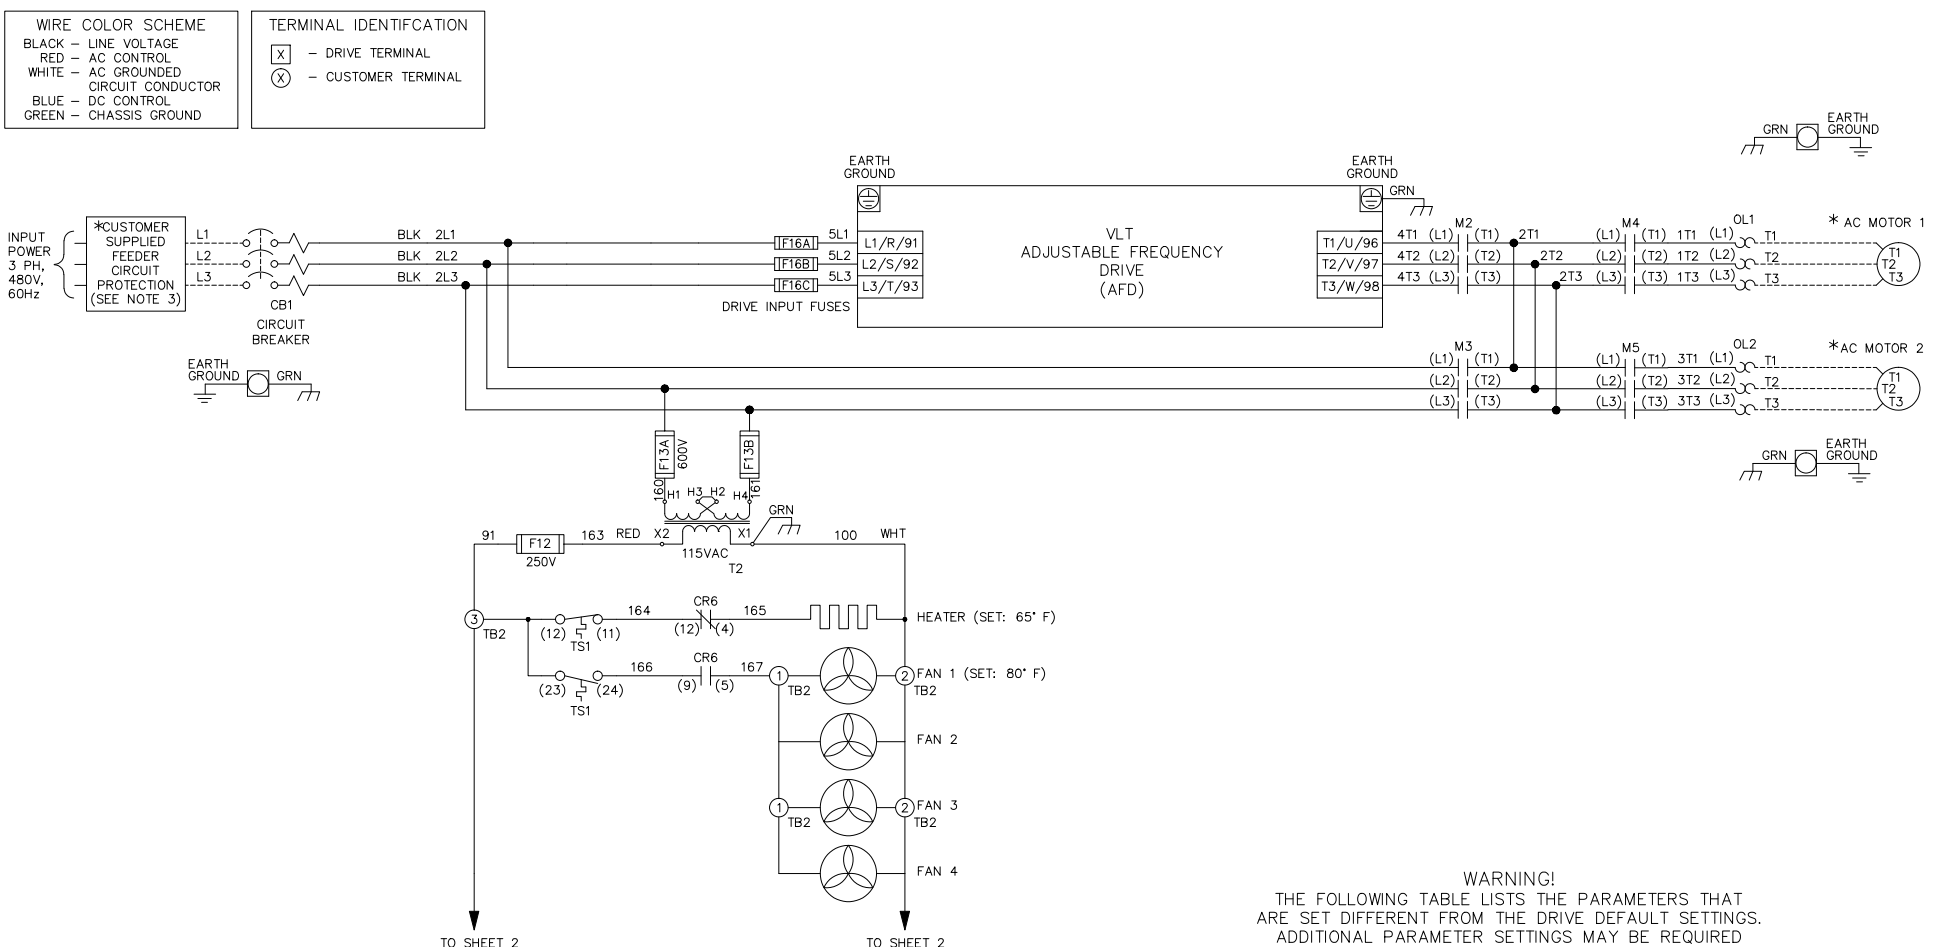 WIRE COLOR SCHEME
BLACK – LINE VOLTAGE
RED – AC CONTROL
WHITE – AC GROUNDED
CIRCUIT CONDUCTOR
BLUE – DC CONTROL
GREEN – CHASSIS GROUND
TERMINAL IDENTIFCATION
X – DRIVE TERMINAL
X – CUSTOMER TERMINAL
GRN
EARTH
GROUND
EARTH
GROUND
EARTH
GROUND
GRN
INPUT
POWER
3 PH,
480V,
60Hz
*CUSTOMER
SUPPLIED
FEEDER
CIRCUIT
PROTECTION
(SEE NOTE 3)
L1
L2
L3
CB1
CIRCUIT
BREAKER
BLK 2L1
BLK 2L2
BLK 2L3
F16A 5L1
F16B 5L2
F16C 5L3
DRIVE INPUT FUSES
L1/R/91
L2/S/92
L3/T/93
VLT
ADJUSTABLE FREQUENCY
DRIVE
(AFD)
T1/U/96
T2/V/97
T3/W/98
M2
4T1 (L1) (T1) 2T1
4T2 (L2) (T2) 2T2
4T3 (L3) (T3) 2T3
M4
(L1) (T1) 1T1 (L1)
(L2) (T2) 1T2 (L2)
(L3) (T3) 1T3 (L3)
OL1
T1
T2
T3
* AC MOTOR 1
T1
T2
T3
EARTH
GROUND GRN
M3
(L1) (T1)
(L2) (T2)
(L3) (T3)
M5
(L1) (T1) 3T1 (L1)
(L2) (T2) 3T2 (L2)
(L3) (T3) 3T3 (L3)
OL2
T1
T2
T3
*AC MOTOR 2
T1
T2
T3
GRN
EARTH
GROUND
F13A
600V
F13B
160
161
H1 H3 H2 H4
GRN
91 F12 163 RED X2 X1 100 WHT
250V
115VAC
T2
3
TB2
(12) (11)
TS1
164
CR6
(12) (4)
165
HEATER (SET: 65° F)
(23) (24)
TS1
166
CR6
(9) (5)
167
1
TB2
2
TB2
FAN 1 (SET: 80° F)
FAN 2
1
TB2
2
TB2
FAN 3
FAN 4
TO SHEET 2
TO SHEET 2
WARNING!
THE FOLLOWING TABLE LISTS THE PARAMETERS THAT
ARE SET DIFFERENT FROM THE DRIVE DEFAULT SETTINGS.
ADDITIONAL PARAMETER SETTINGS MAY BE REQUIRED